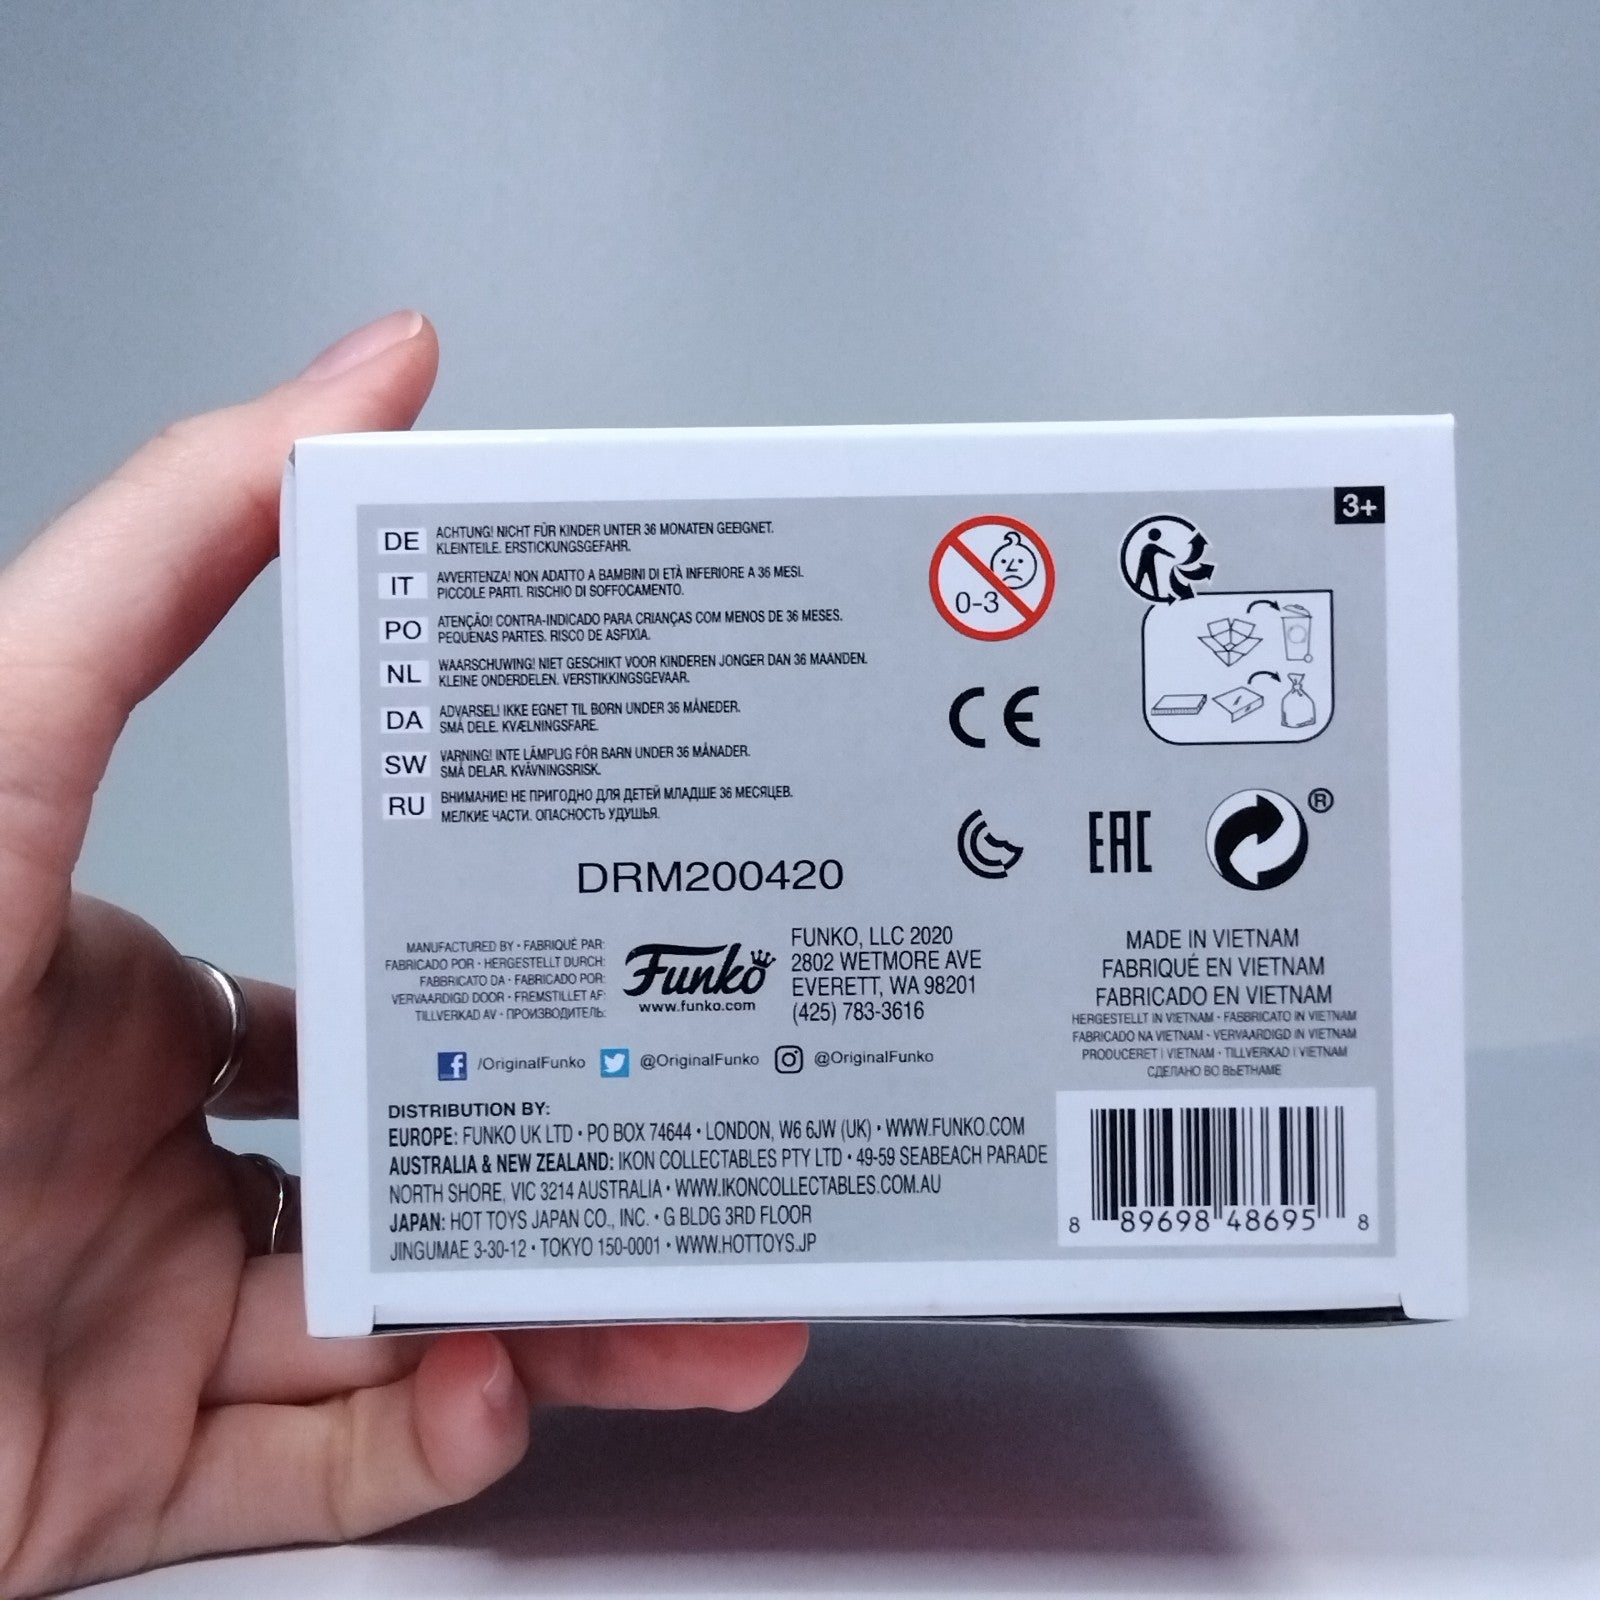 3+
DE ACHTUNG! NICHT FÜR KINDER UNTER 36 MONATEN GEEIGNET.
KLEINTEILE. ERSTICKUNGSGEFAHR.
IT AVVERTENZA! NON ADATTO A BAMBINI DI ETÀ INFERIORE A 36 MESI.
PICCOLE PARTI. RISCHIO DI SOFFOCAMENTO.
PO ATENÇÃO! CONTRA-INDICADO PARA CRIANÇAS COM MENOS DE 36 MESES.
PEQUENAS PARTES. RISCO DE ASFIXIA.
NL WAARSCHUWING! NIET GESCHIKT VOOR KINDEREN JONGER DAN 36 MAANDEN.
KLEINE ONDERDELEN. VERSTIKKINGSGEVAAR.
DA ADVARSEL! IKKE EGNET TIL BØRN UNDER 36 MÅNEDER.
SMÅ DELE. KVÆLNINGSFARE.
SW VARNING! INTE LÄMPLIG FÖR BARN UNDER 36 MÅNADER.
SMÅ DELAR. KVÄVNINGSRISK.
RU ВНИМАНИЕ! НЕ ПРИГОДНО ДЛЯ ДЕТЕЙ МЛАДШЕ 36 МЕСЯЦЕВ.
МЕЛКИЕ ЧАСТИ. ОПАСНОСТЬ УДУШЬЯ.
0-3
CE
EAC
®
DRM200420
MANUFACTURED BY • FABRIQUÉ PAR:
FABRICADO POR • HERGESTELLT DURCH:
FABBRICATO DA • FABRICADO POR:
VERVAARDIGD DOOR • FREMSTILLET AF:
TILLVERKAD AV • ПРОИЗВОДИТЕЛЬ:
Funko
www.funko.com
FUNKO, LLC 2020
2802 WETMORE AVE
EVERETT, WA 98201
(425) 783-3616
MADE IN VIETNAM
FABRIQUÉ EN VIETNAM
FABRICADO EN VIETNAM
HERGESTELLT IN VIETNAM • FABBRICATO IN VIETNAM
FABRICADO NA VIETNAM • VERVAARDIGD IN VIETNAM
PRODUCERET I VIETNAM • TILLVERKAD I VIETNAM
СДЕЛАНО ВО ВЬЕТНАМЕ
f /OriginalFunko @OriginalFunko @OriginalFunko
DISTRIBUTION BY:
EUROPE: FUNKO UK LTD • PO BOX 74644 • LONDON, W6 6JW (UK) • WWW.FUNKO.COM
AUSTRALIA & NEW ZEALAND: IKON COLLECTABLES PTY LTD • 49-59 SEABEACH PARADE
NORTH SHORE, VIC 3214 AUSTRALIA • WWW.IKONCOLLECTABLES.COM.AU
JAPAN: HOT TOYS JAPAN CO., INC. • G BLDG 3RD FLOOR
JINGUMAE 3-30-12 • TOKYO 150-0001 • WWW.HOTTOYS.JP
8 89698 48695 8